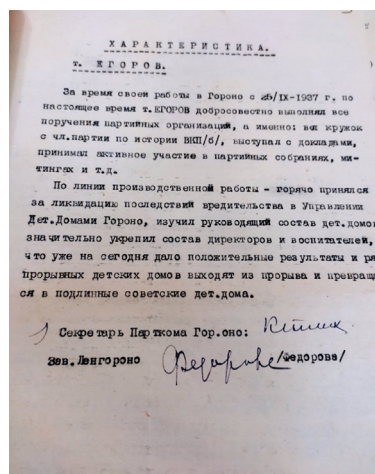 ХАРАКТЕРИСТИКА.
т. ЕГОРОВ.
За время своей работы в Гороно с 25/IX-1937 г. по
настоящее время т.ЕГОРОВ добросовестно выполнял все
поручения партийных организаций, а именно: вел кружок
с чл.партии по истории ВКП/б/, выступал с докладами,
принимал активное участие в партийных собраниях, ми-
тингах и т.д.
По линии производственной работы - горячо принялся
за ликвидацию последствий вредительства в Управлении
Дет.Домами Гороно, изучил руководящий состав дет.домов
значительно укрепил состав директоров и воспитателей,
что уже на сегодня дало положительные результаты и ря
прорывных детских домов выходят из прорыва и превраща
ся в подлинные советские дет.дома.
Секретарь Парткома Гор.оно:
Зав.Ленгороно Федорова /Федорова/